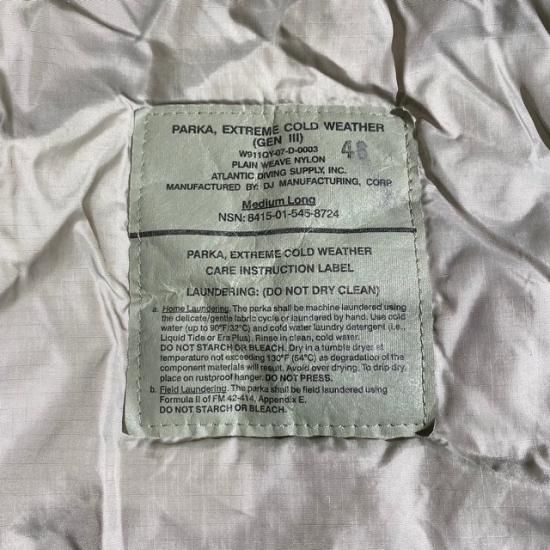 PARKA, EXTREME COLD WEATHER
(GEN III)
W911QY-07-D-0003
48
PLAIN WEAVE NYLON
ATLANTIC DIVING SUPPLY, INC.
MANUFACTURED BY: DJ MANUFACTURING, CORP.
Medium Long
NSN: 8415-01-545-8724
PARKA, EXTREME COLD WEATHER
CARE INSTRUCTION LABEL
LAUNDERING: (DO NOT DRY CLEAN)
a. Home Laundering. The parka shall be machine laundered using
the delicate/gentle fabric cycle or laundered by hand. Use cold
water (up to 90°F/32°C) and cold water laundry detergent (i.e.,
Liquid Tide or Era Plus). Rinse in clean, cold water.
DO NOT STARCH OR BLEACH. Dry in a tumble dryer at
temperature not exceeding 130°F (54°C) as degradation of the
component materials will result. Avoid over drying. To drip dry,
place on rustproof hanger. DO NOT PRESS.
b. Field Laundering. The parka shall be field laundered using
Formula II of FM 42-414, Appendix E.
DO NOT STARCH OR BLEACH.